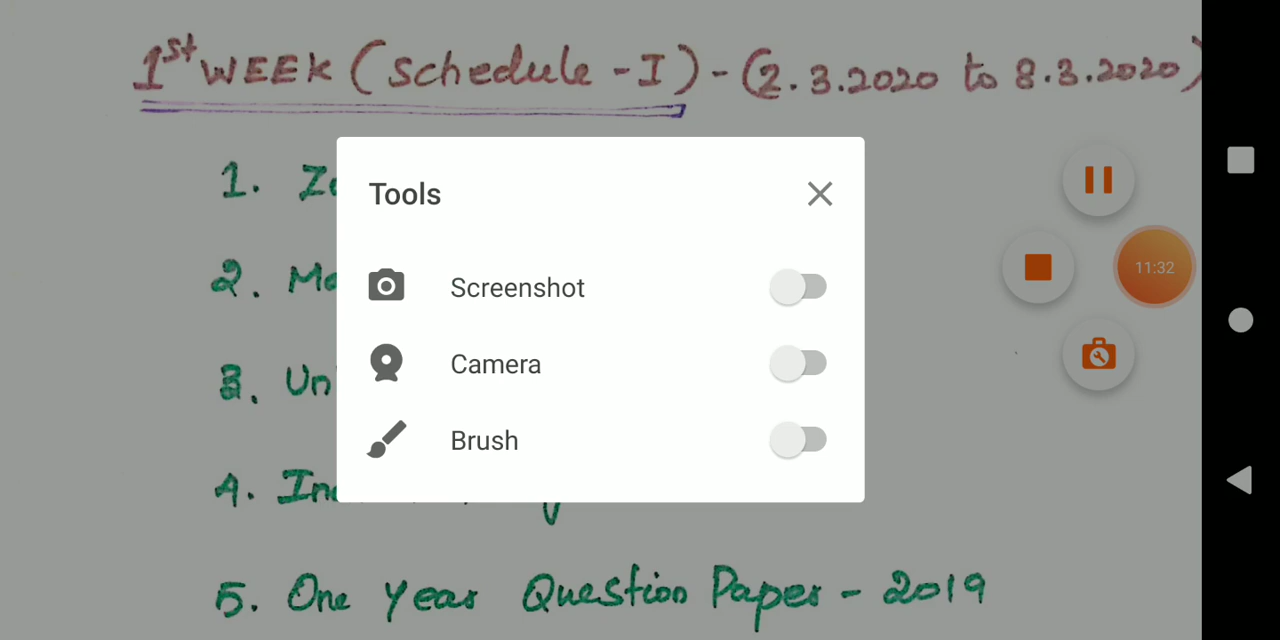 1st WEEK (Schedule - I) - (2.3.2020 to 8.3.2020)
1.
2.
3.
4.
5. One Year Question Paper - 2019
Tools
Screenshot
Camera
Brush
11:32